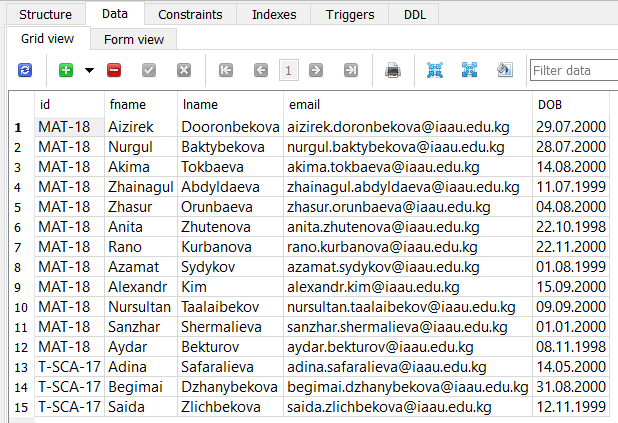 Structure Data Constraints Indexes Triggers DDL
Grid view Form view
1 Filter data
id fname lname email DOB
1 MAT-18 Aizirek Dooronbekova aizirek.doronbekova@iaau.edu.kg 29.07.2000
2 MAT-18 Nurgul Baktybekova nurgul.baktybekova@iaau.edu.kg 28.07.2000
3 MAT-18 Akima Tokbaeva akima.tokbaeva@iaau.edu.kg 14.08.2000
4 MAT-18 Zhainagul Abdyldaeva zhainagul.abdyldaeva@iaau.edu.kg 11.07.1999
5 MAT-18 Zhasur Orunbaeva zhasur.orunbaeva@iaau.edu.kg 04.08.2000
6 MAT-18 Anita Zhutenova anita.zhutenova@iaau.edu.kg 22.10.1998
7 MAT-18 Rano Kurbanova rano.kurbanova@iaau.edu.kg 22.11.2000
8 MAT-18 Azamat Sydykov azamat.sydykov@iaau.edu.kg 01.08.1999
9 MAT-18 Alexandr Kim alexandr.kim@iaau.edu.kg 15.09.2000
10 MAT-18 Nursultan Taalaibekov nursultan.taalaibekov@iaau.edu.kg 09.09.2000
11 MAT-18 Sanzhar Shermalieva sanzhar.shermalieva@iaau.edu.kg 01.01.2000
12 MAT-18 Aydar Bekturov aydar.bekturov@iaau.edu.kg 08.11.1998
13 T-SCA-17 Adina Safaralieva adina.safaralieva@iaau.edu.kg 14.05.2000
14 T-SCA-17 Begimai Dzhanybekova begimai.dzhanybekova@iaau.edu.kg 31.08.2000
15 T-SCA-17 Saida Zlichbekova saida.zlichbekova@iaau.edu.kg 12.11.1999